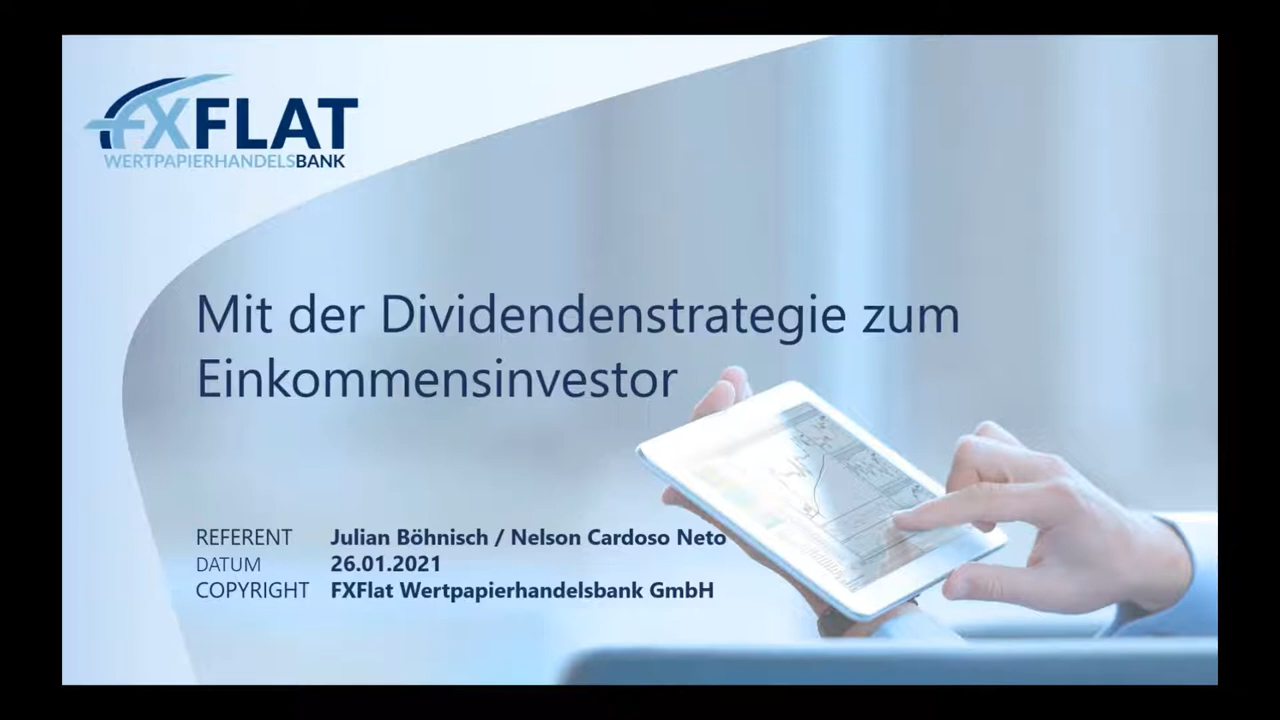 FXFLAT
WERTPAPIERHANDELSBANK
Mit der Dividendenstrategie zum
Einkommensinvestor
REFERENT Julian Böhnisch / Nelson Cardoso Neto
DATUM 26.01.2021
COPYRIGHT FXFlat Wertpapierhandelsbank GmbH